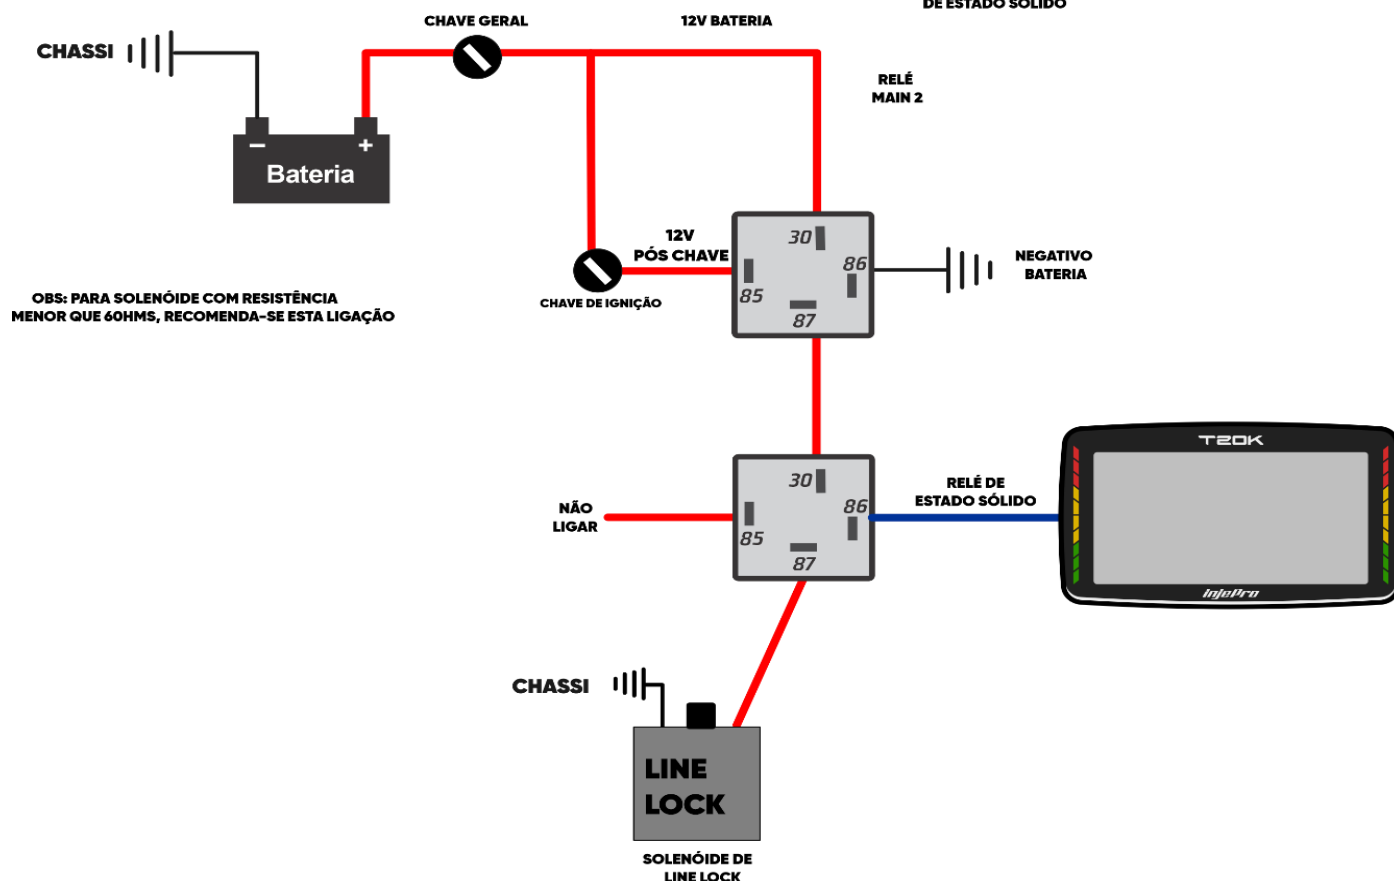 DE ESTADO SÓLIDO
CHAVE GERAL
12V BATERIA
CHASSI
RELÉ
MAIN 2
–
+
Bateria
30
12V
PÓS CHAVE
86
85
87
NEGATIVO
BATERIA
CHAVE DE IGNIÇÃO
OBS: PARA SOLENÓIDE COM RESISTÊNCIA
MENOR QUE 60HMS, RECOMENDA-SE ESTA LIGAÇÃO
T20K
30
RELÉ DE
ESTADO SÓLIDO
86
NÃO
LIGAR
85
87
InjePro
CHASSI
LINE
LOCK
SOLENÓIDE DE
LINE LOCK